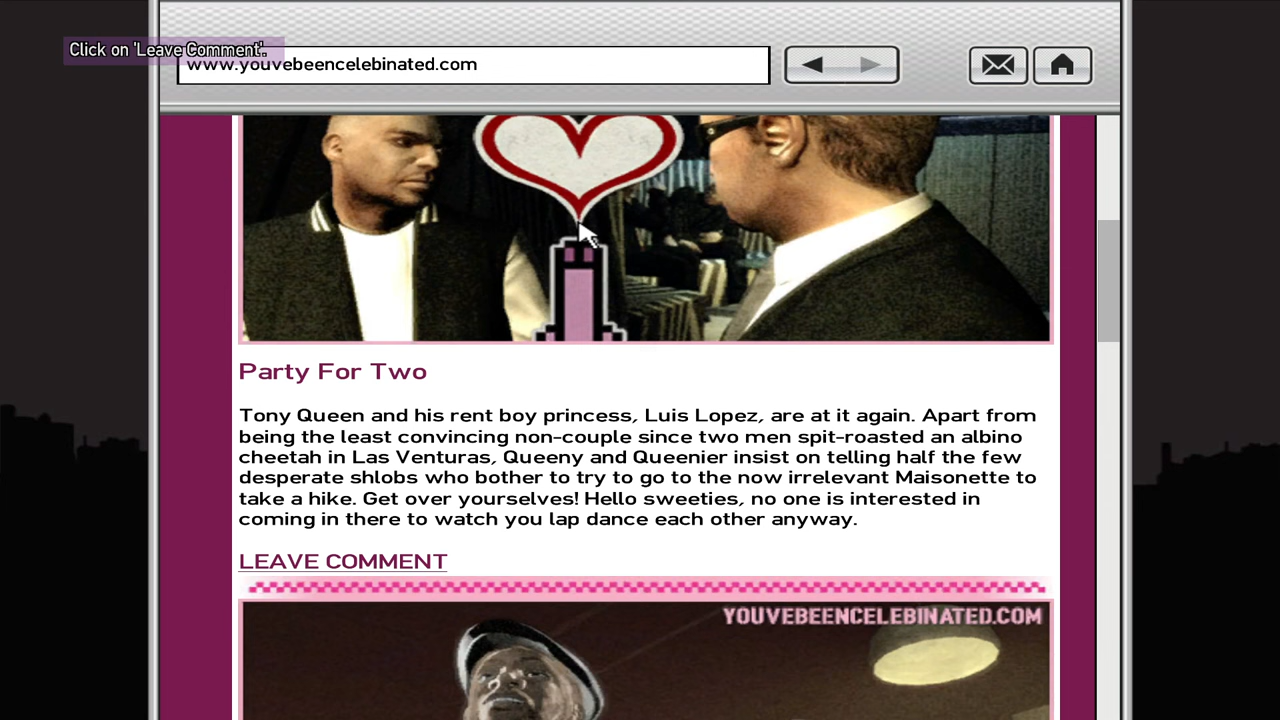 Click on 'Leave Comment'.
www.youvebeencelebinated.com
Party For Two
Tony Queen and his rent boy princess, Luis Lopez, are at it again. Apart from
being the least convincing non-couple since two men spit-roasted an albino
cheetah in Las Venturas, Queeny and Queenier insist on telling half the few
desperate shlobs who bother to try to go to the now irrelevant Maisonette to
take a hike. Get over yourselves! Hello sweeties, no one is interested in
coming in there to watch you lap dance each other anyway.
LEAVE COMMENT
YOUVEBEENCELEBINATED.COM